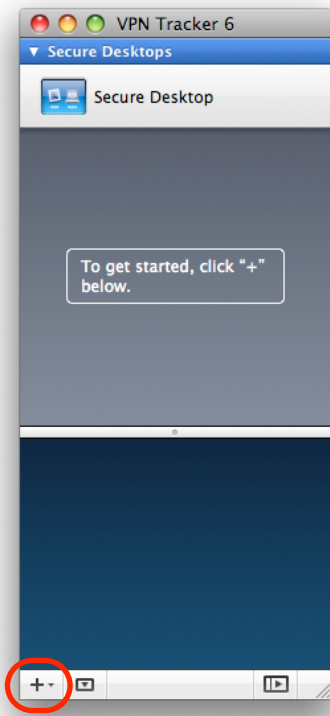 VPN Tracker 6
Secure Desktops
Secure Desktop
To get started, click “+”
below.